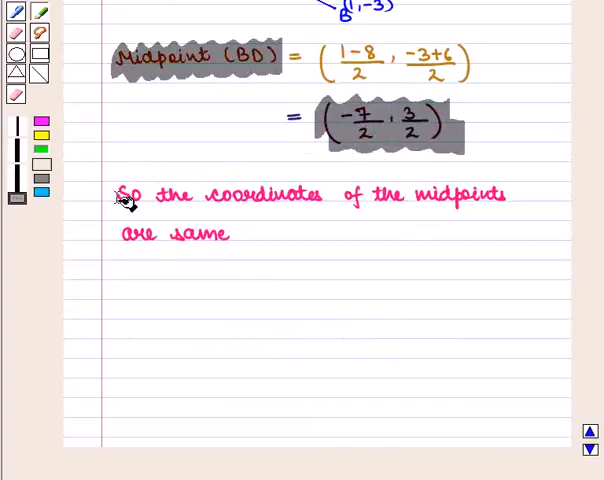 B(1,-3)
Midpoint (BD) = (1-8/2, -3+6/2)
= (-7/2, 3/2)
So the coordinates of the midpoints
are same